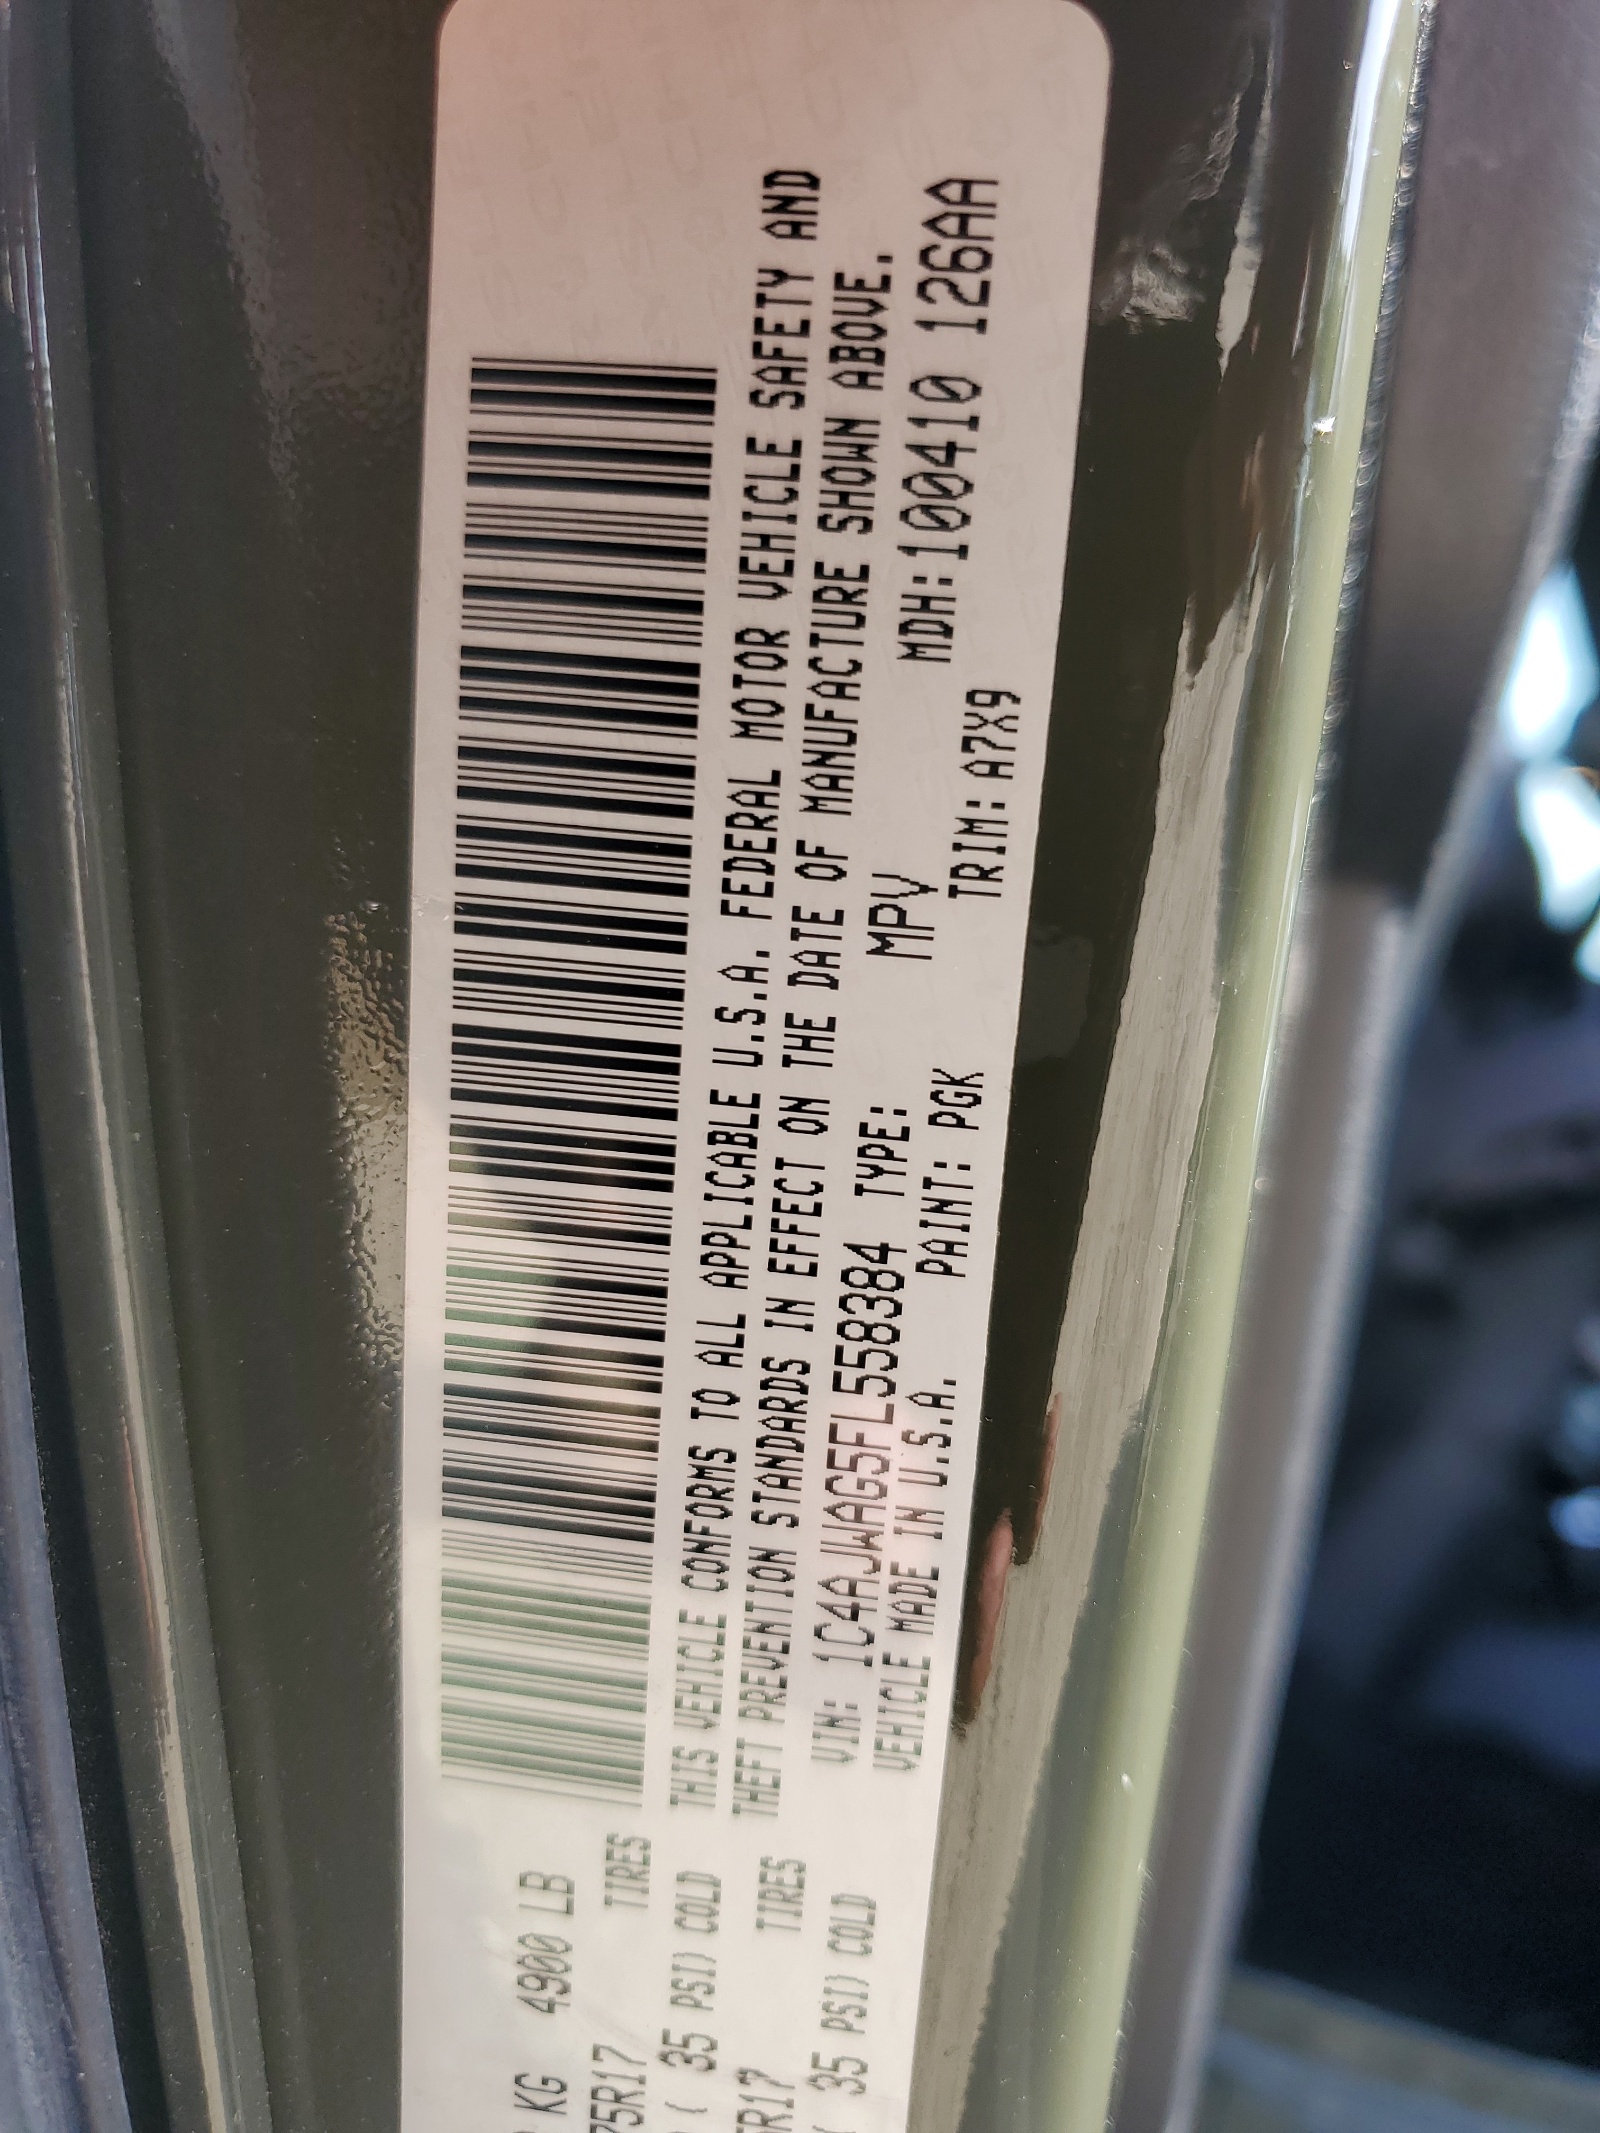 KG 4900 LB
75R17 TIRES
( 35 PSI) COLD
5R17 TIRES
( 35 PSI) COLD
THIS VEHICLE CONFORMS TO ALL APPLICABLE U.S.A. FEDERAL MOTOR VEHICLE SAFETY AND
THEFT PREVENTION STANDARDS IN EFFECT ON THE DATE OF MANUFACTURE SHOWN ABOVE.
VIN: 1C4AJWAG5FL558384 TYPE: MPV MDH:100410 126AA
VEHICLE MADE IN U.S.A. PAINT: PGK TRIM: A7X9